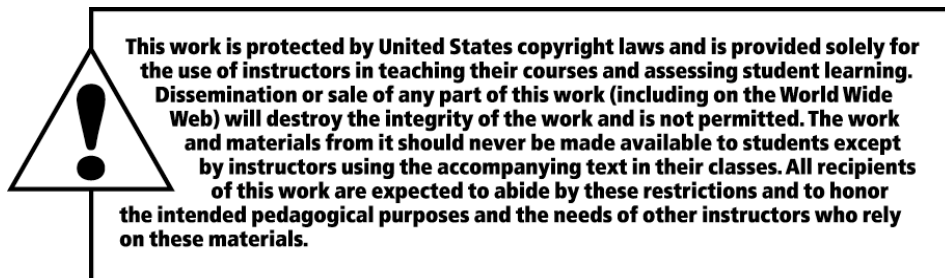 This work is protected by United States copyright laws and is provided solely for
the use of instructors in teaching their courses and assessing student learning.
Dissemination or sale of any part of this work (including on the World Wide
Web) will destroy the integrity of the work and is not permitted. The work
and materials from it should never be made available to students except
by instructors using the accompanying text in their classes. All recipients
of this work are expected to abide by these restrictions and to honor
the intended pedagogical purposes and the needs of other instructors who rely
on these materials.